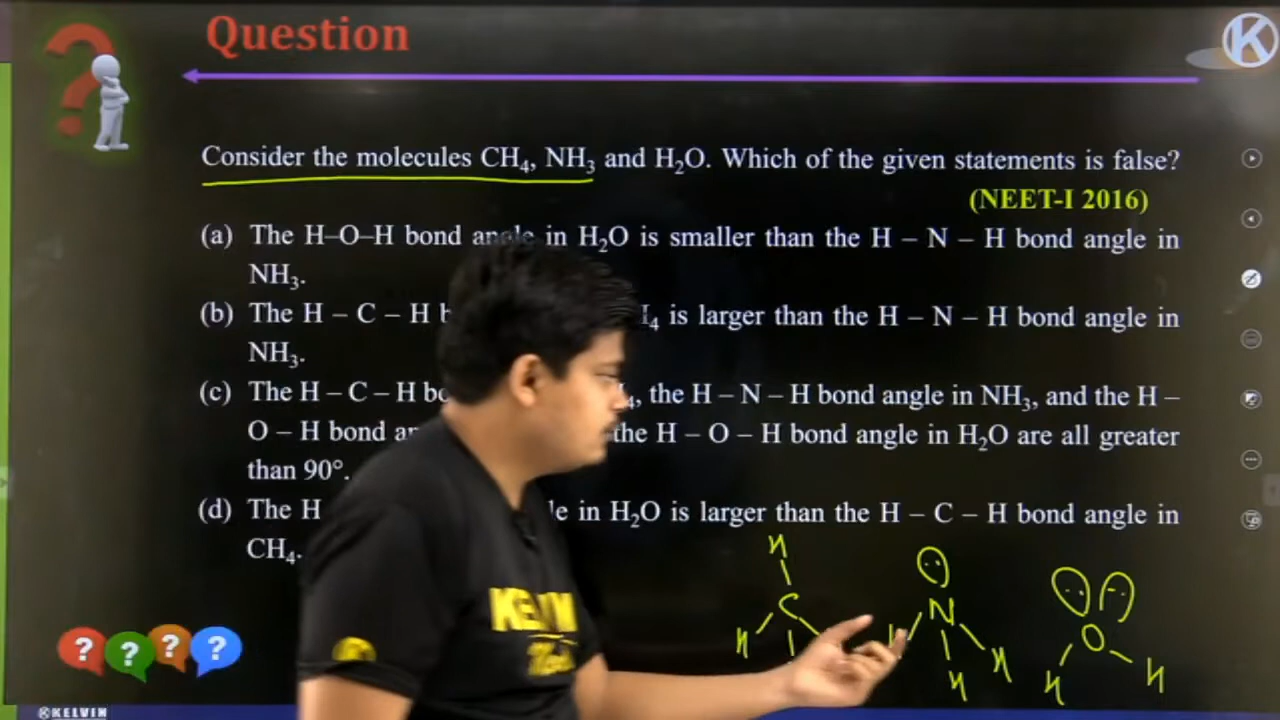 Question
K
Consider the molecules CH₄, NH₃ and H₂O. Which of the given statements is false?
(NEET-I 2016)
(a) The H–O–H bond angle in H₂O is smaller than the H – N – H bond angle in
NH₃.
(b) The H – C – H ₄ is larger than the H – N – H bond angle in
NH₃.
(c) The H – C – H ₄, the H – N – H bond angle in NH₃, and the H –
O – H bond the H – O – H bond angle in H₂O are all greater
than 90°.
(d) The H in H₂O is larger than the H – C – H bond angle in
CH₄.
H
C
H
N
H
H
O
H
H
KELVIN
? ? ? ?
KELVIN